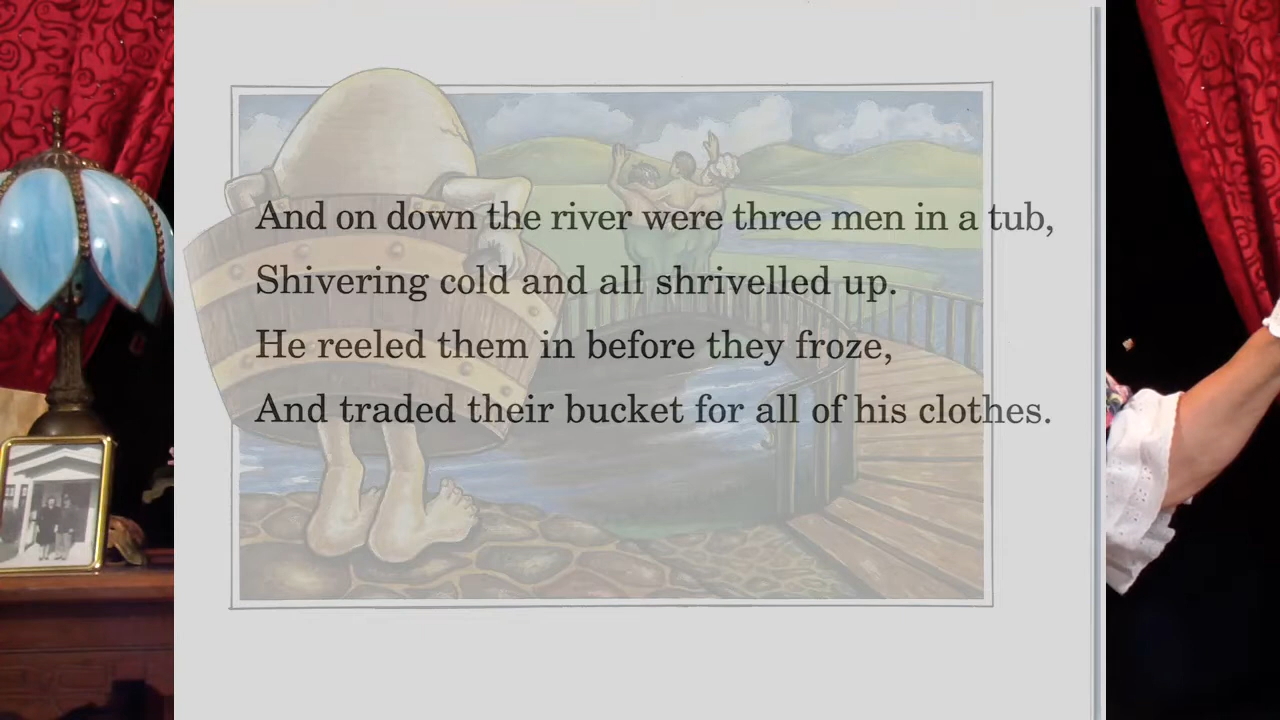 And on down the river were three men in a tub,
Shivering cold and all shrivelled up.
He reeled them in before they froze,
And traded their bucket for all of his clothes.